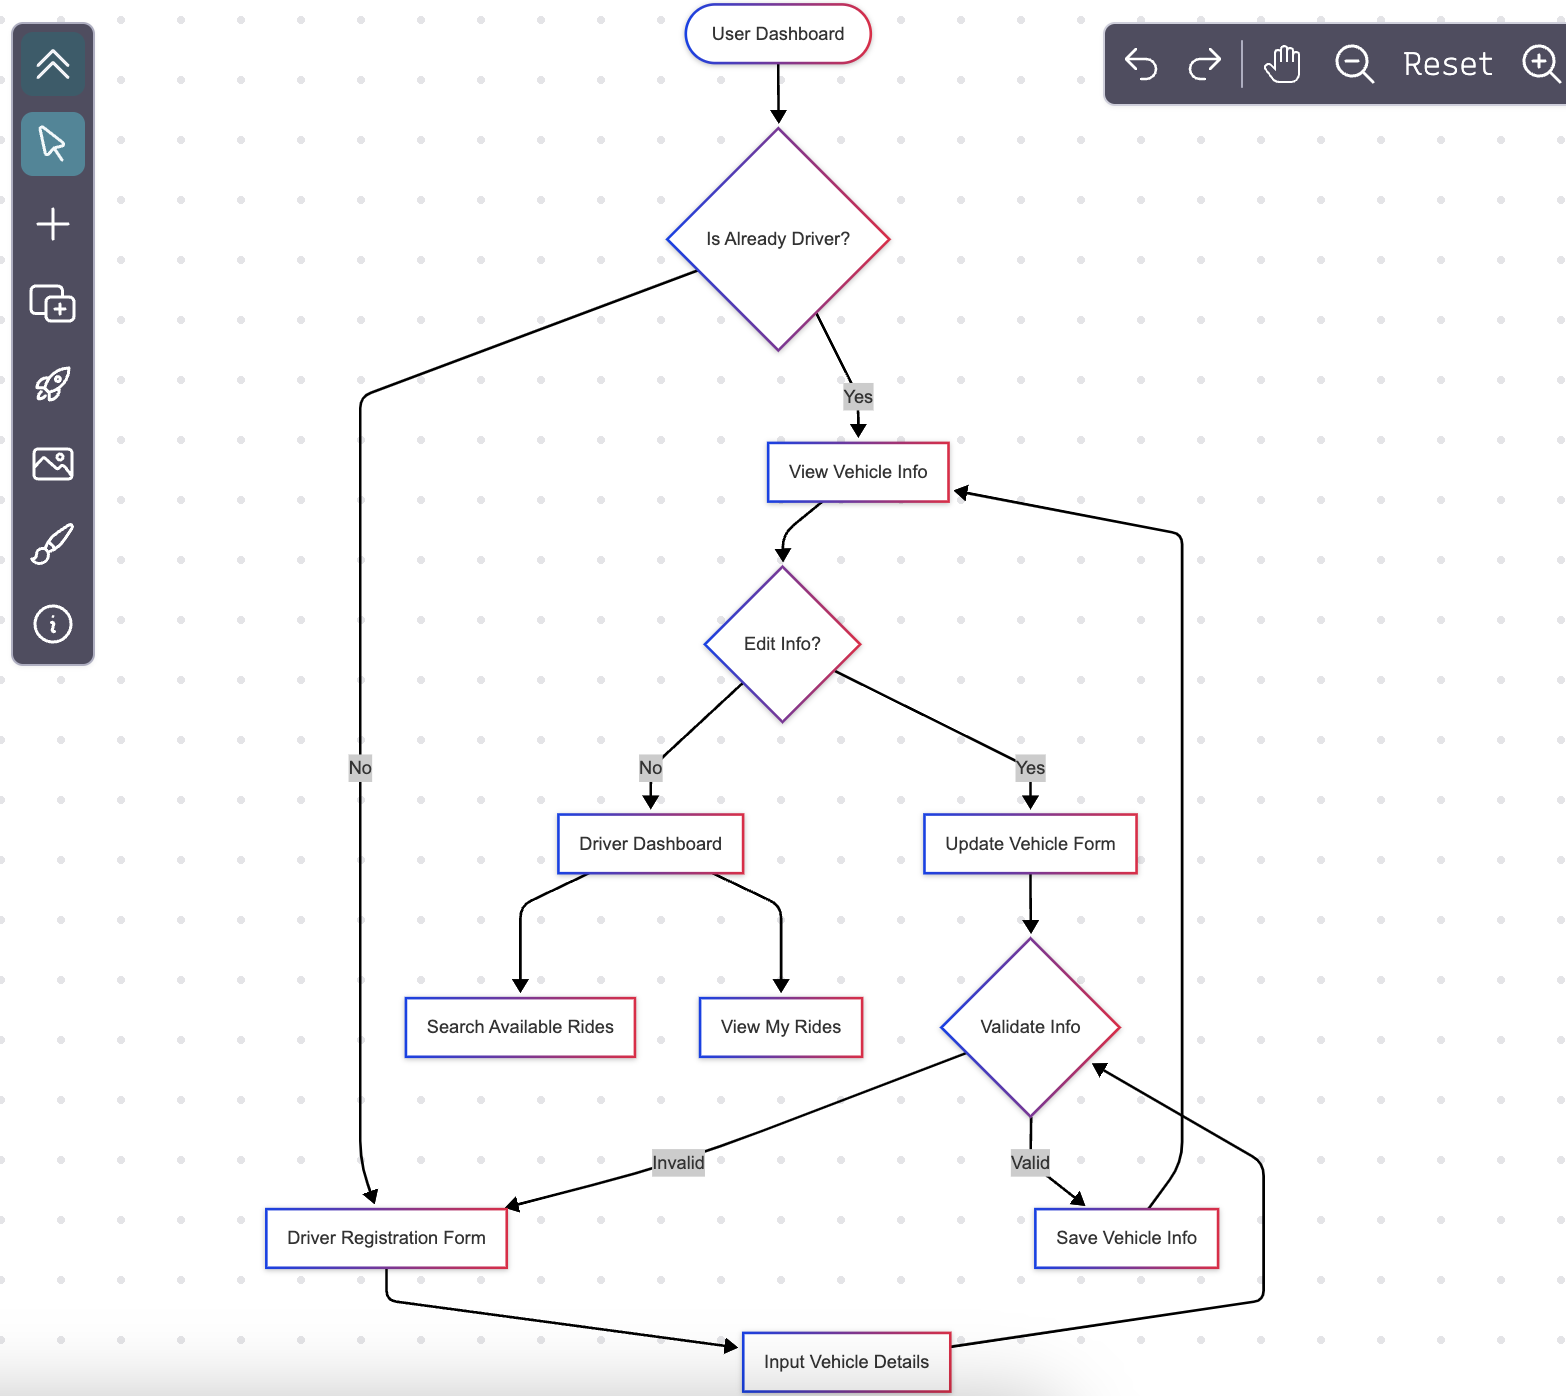 User Dashboard
Reset
Is Already Driver?
Yes
View Vehicle Info
Edit Info?
No
No
Yes
Driver Dashboard
Update Vehicle Form
Search Available Rides
View My Rides
Validate Info
Invalid
Valid
Driver Registration Form
Save Vehicle Info
Input Vehicle Details